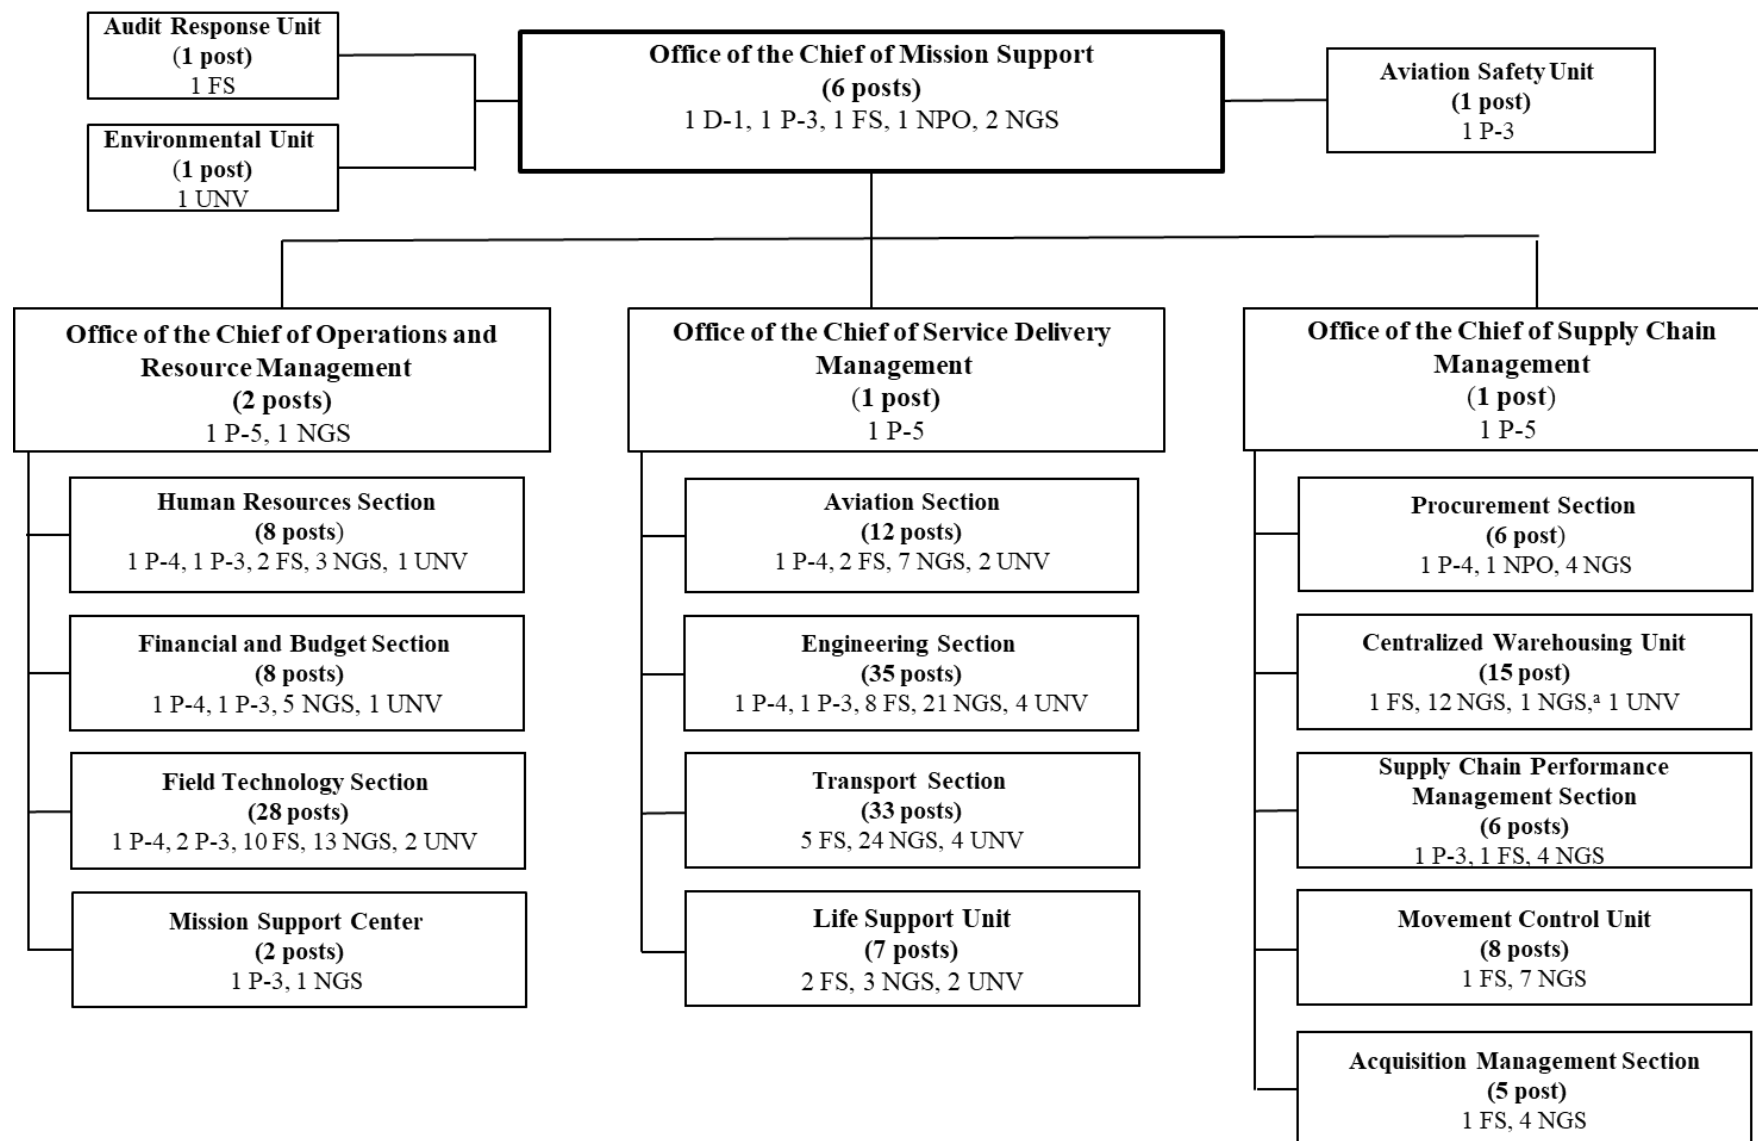 Audit Response Unit
(1 post)
1 FS
Environmental Unit
(1 post)
1 UNV
Office of the Chief of Mission Support
(6 posts)
1 D-1, 1 P-3, 1 FS, 1 NPO, 2 NGS
Aviation Safety Unit
(1 post)
1 P-3
Office of the Chief of Operations and
Resource Management
(2 posts)
1 P-5, 1 NGS
Human Resources Section
(8 posts)
1 P-4, 1 P-3, 2 FS, 3 NGS, 1 UNV
Financial and Budget Section
(8 posts)
1 P-4, 1 P-3, 5 NGS, 1 UNV
Field Technology Section
(28 posts)
1 P-4, 2 P-3, 10 FS, 13 NGS, 2 UNV
Mission Support Center
(2 posts)
1 P-3, 1 NGS
Office of the Chief of Service Delivery
Management
(1 post)
1 P-5
Aviation Section
(12 posts)
1 P-4, 2 FS, 7 NGS, 2 UNV
Engineering Section
(35 posts)
1 P-4, 1 P-3, 8 FS, 21 NGS, 4 UNV
Transport Section
(33 posts)
5 FS, 24 NGS, 4 UNV
Life Support Unit
(7 posts)
2 FS, 3 NGS, 2 UNV
Office of the Chief of Supply Chain
Management
(1 post)
1 P-5
Procurement Section
(6 post)
1 P-4, 1 NPO, 4 NGS
Centralized Warehousing Unit
(15 post)
1 FS, 12 NGS, 1 NGS,ᵃ 1 UNV
Supply Chain Performance
Management Section
(6 posts)
1 P-3, 1 FS, 4 NGS
Movement Control Unit
(8 posts)
1 FS, 7 NGS
Acquisition Management Section
(5 post)
1 FS, 4 NGS